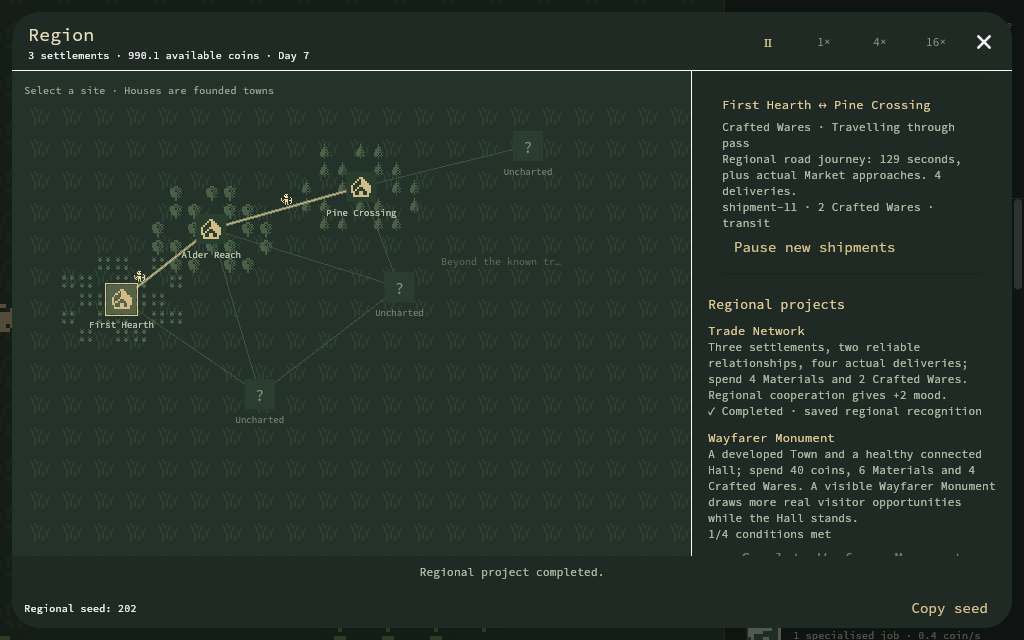 Region
3 settlements · 990.1 available coins · Day 7
II
1×
4×
16×
Select a site · Houses are founded towns
?
Uncharted
Pine Crossing
Alder Reach
Beyond the known tr…
?
Uncharted
First Hearth
?
Uncharted
First Hearth ↔ Pine Crossing
Crafted Wares · Travelling through
pass
Regional road journey: 129 seconds,
plus actual Market approaches. 4
deliveries.
shipment-11 · 2 Crafted Wares ·
transit
Pause new shipments
Regional projects
Trade Network
Three settlements, two reliable
relationships, four actual deliveries;
spend 4 Materials and 2 Crafted Wares.
Regional cooperation gives +2 mood.
✓ Completed · saved regional recognition
Wayfarer Monument
A developed Town and a healthy connected
Hall; spend 40 coins, 6 Materials and 4
Crafted Wares. A visible Wayfarer Monument
draws more real visitor opportunities
while the Hall stands.
1/4 conditions met
Regional project completed.
Regional seed: 202
Copy seed
1 specialised job · 0.4 coin/s